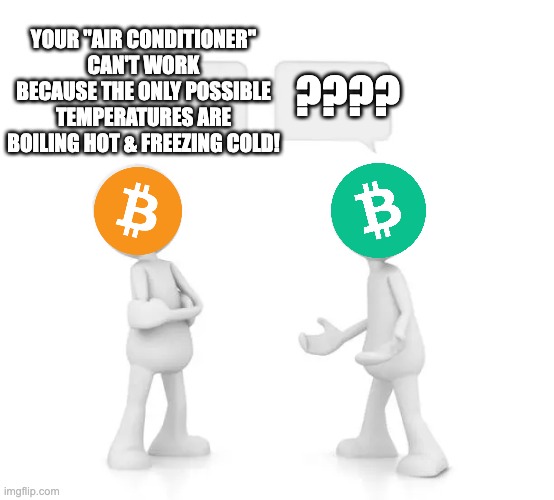 YOUR "AIR CONDITIONER"
CAN'T WORK
BECAUSE THE ONLY POSSIBLE
TEMPERATURES ARE
BOILING HOT & FREEZING COLD!
????
₿
₿
imgflip.com